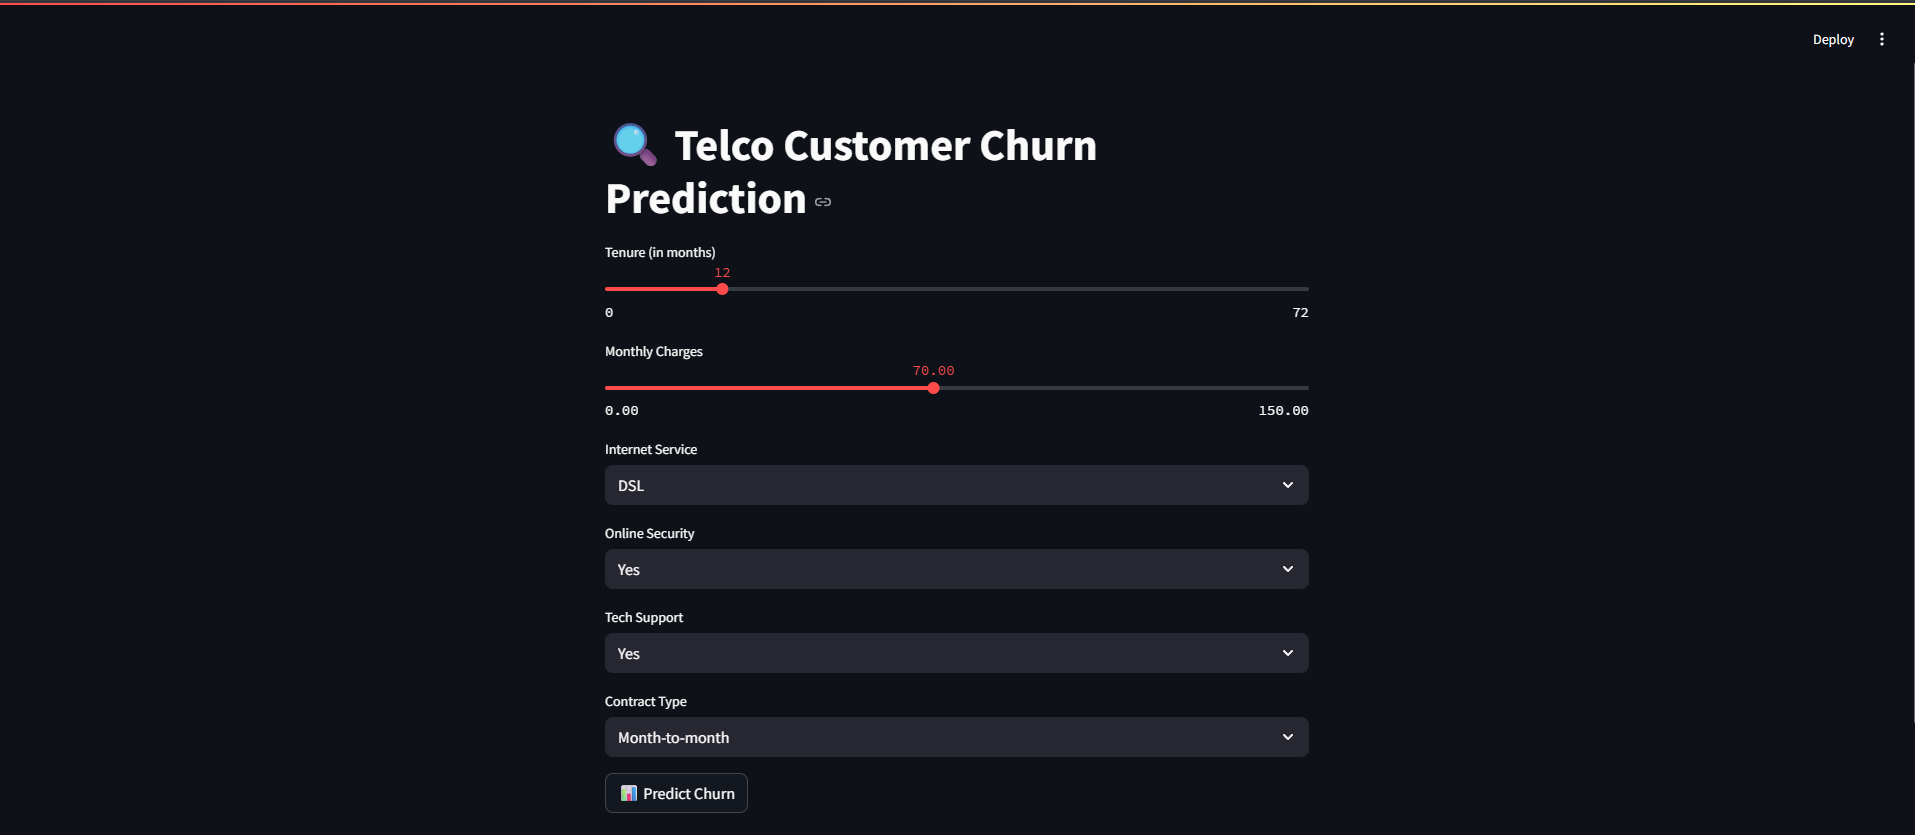 Deploy
Telco Customer Churn
Prediction
Tenure (in months)
12
0 72
Monthly Charges
70.00
0.00 150.00
Internet Service
DSL
Online Security
Yes
Tech Support
Yes
Contract Type
Month-to-month
Predict Churn